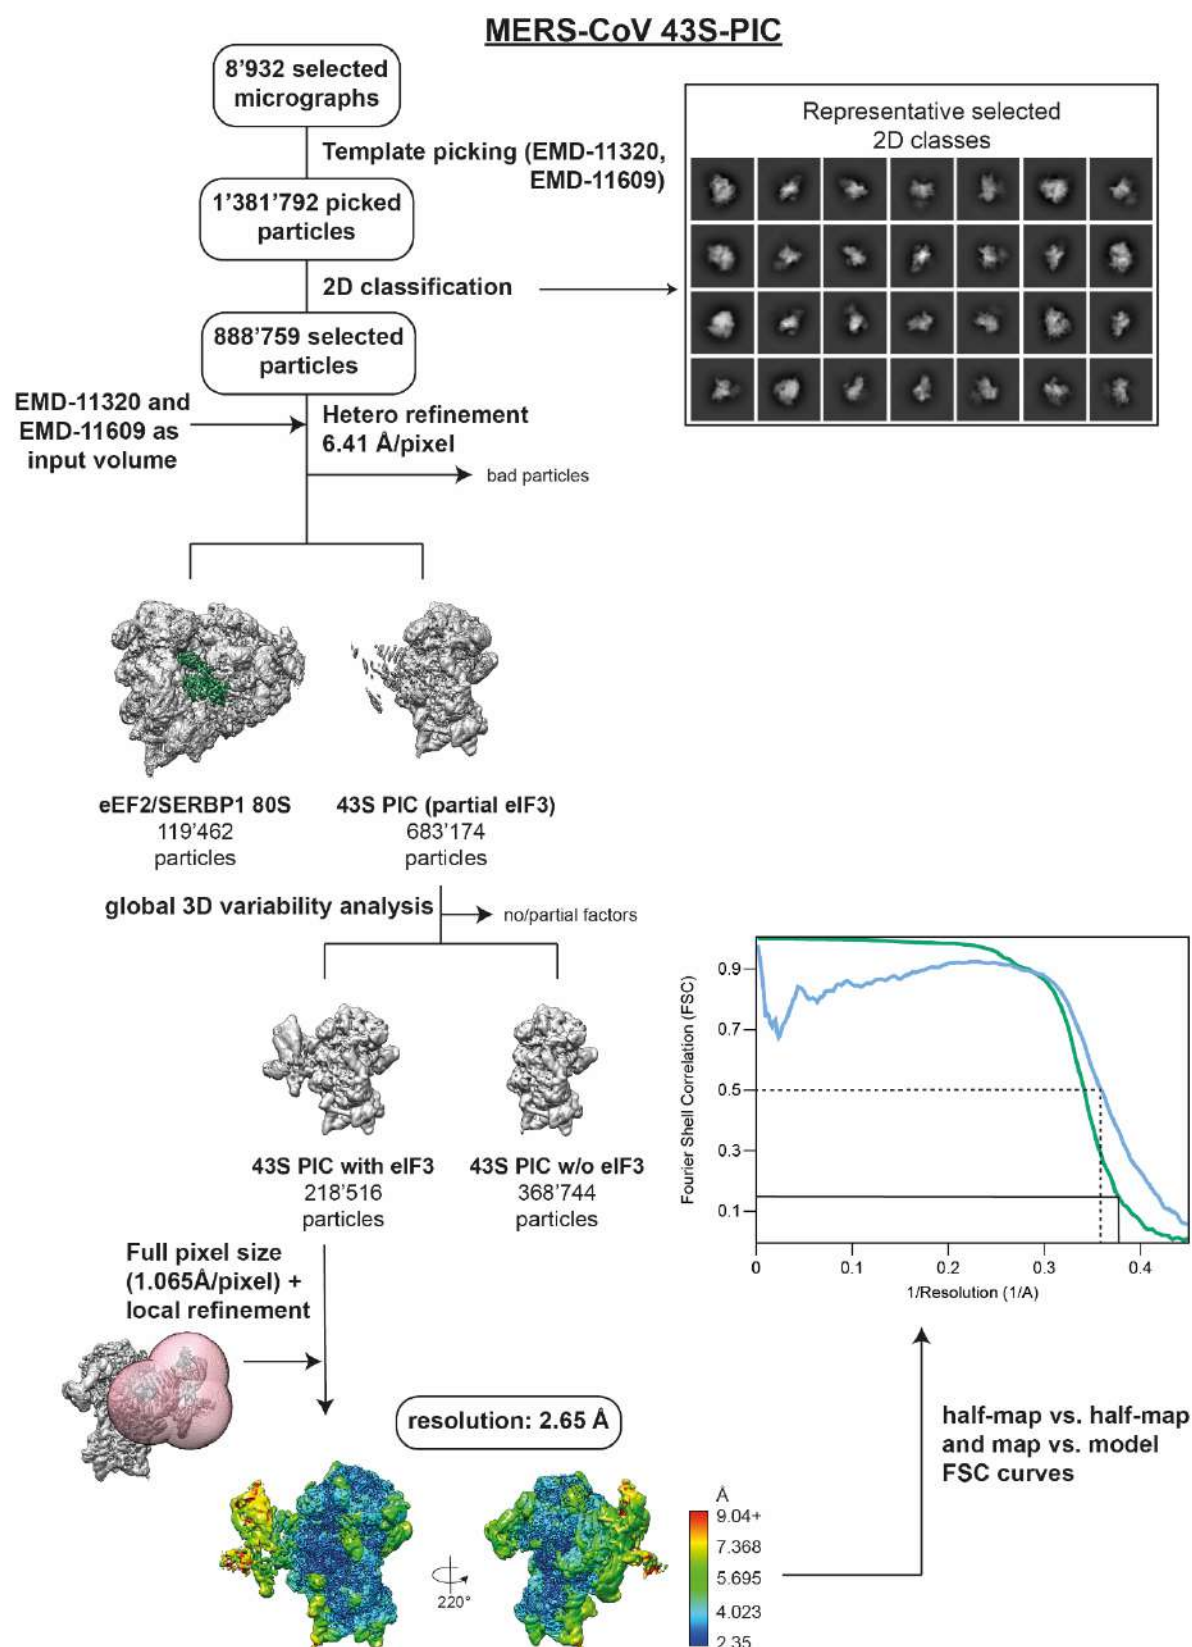 MERS-CoV 43S-PIC
8'932 selected
micrographs
Template picking (EMD-11320,
EMD-11609)
1'381'792 picked
particles
2D classification
Representative selected
2D classes
888'759 selected
particles
EMD-11320 and
EMD-11609 as
input volume
Hetero refinement
6.41 Å/pixel
bad particles
eEF2/SERBP1 80S
119'462
particles
43S PIC (partial eIF3)
683'174
particles
global 3D variability analysis
no/partial factors
43S PIC with eIF3
218'516
particles
43S PIC w/o eIF3
368'744
particles
Fourier Shell Correlation (FSC)
0.9
0.7
0.5
0.3
0.1
0
0.1
0.2
0.3
0.4
1/Resolution (1/A)
Full pixel size
(1.065Å/pixel) +
local refinement
resolution: 2.65 Å
half-map vs. half-map
and map vs. model
FSC curves
220°
Å
9.04+
7.368
5.695
4.023
2.35